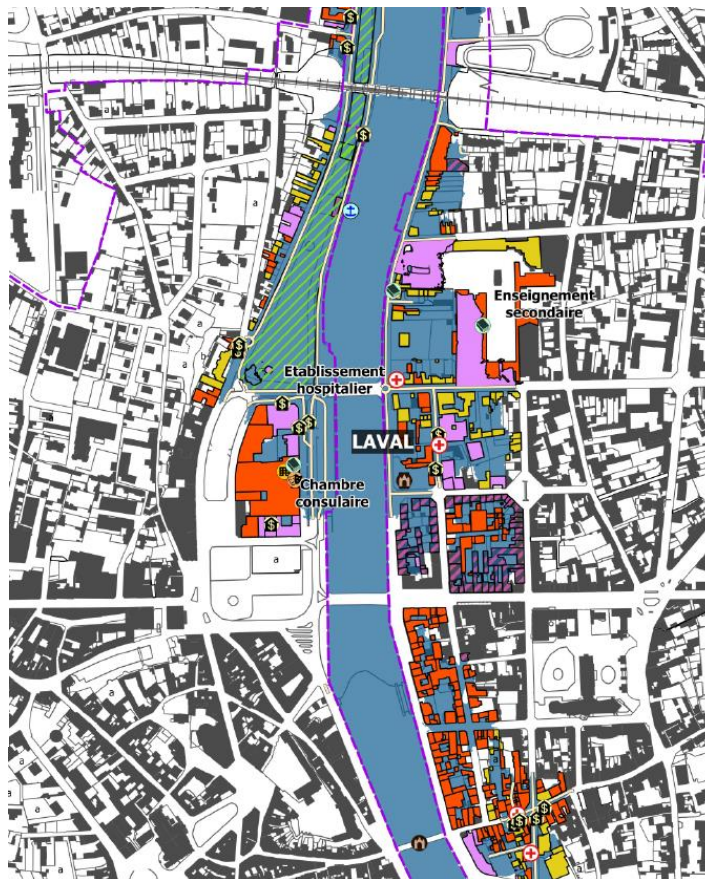 Enseignement
secondaire
Etablissement
hospitalier
LAVAL
Chambre
consulaire